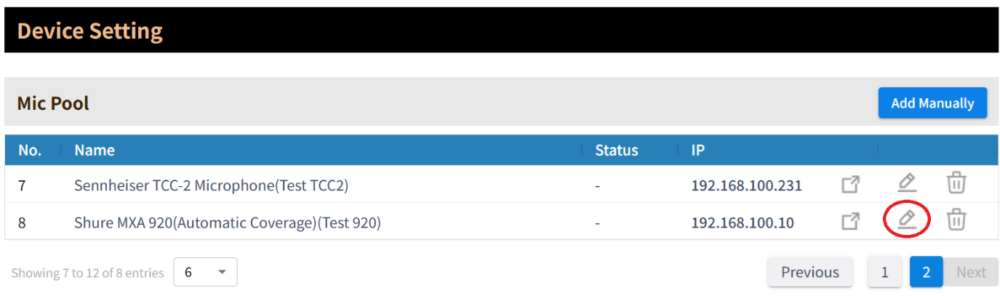 Device Setting
Mic Pool
Add Manually
No. Name Status IP
7 Sennheiser TCC-2 Microphone(Test TCC2) - 192.168.100.231
8 Shure MXA 920(Automatic Coverage)(Test 920) - 192.168.100.10
Showing 7 to 12 of 8 entries 6 Previous 1 2 Next